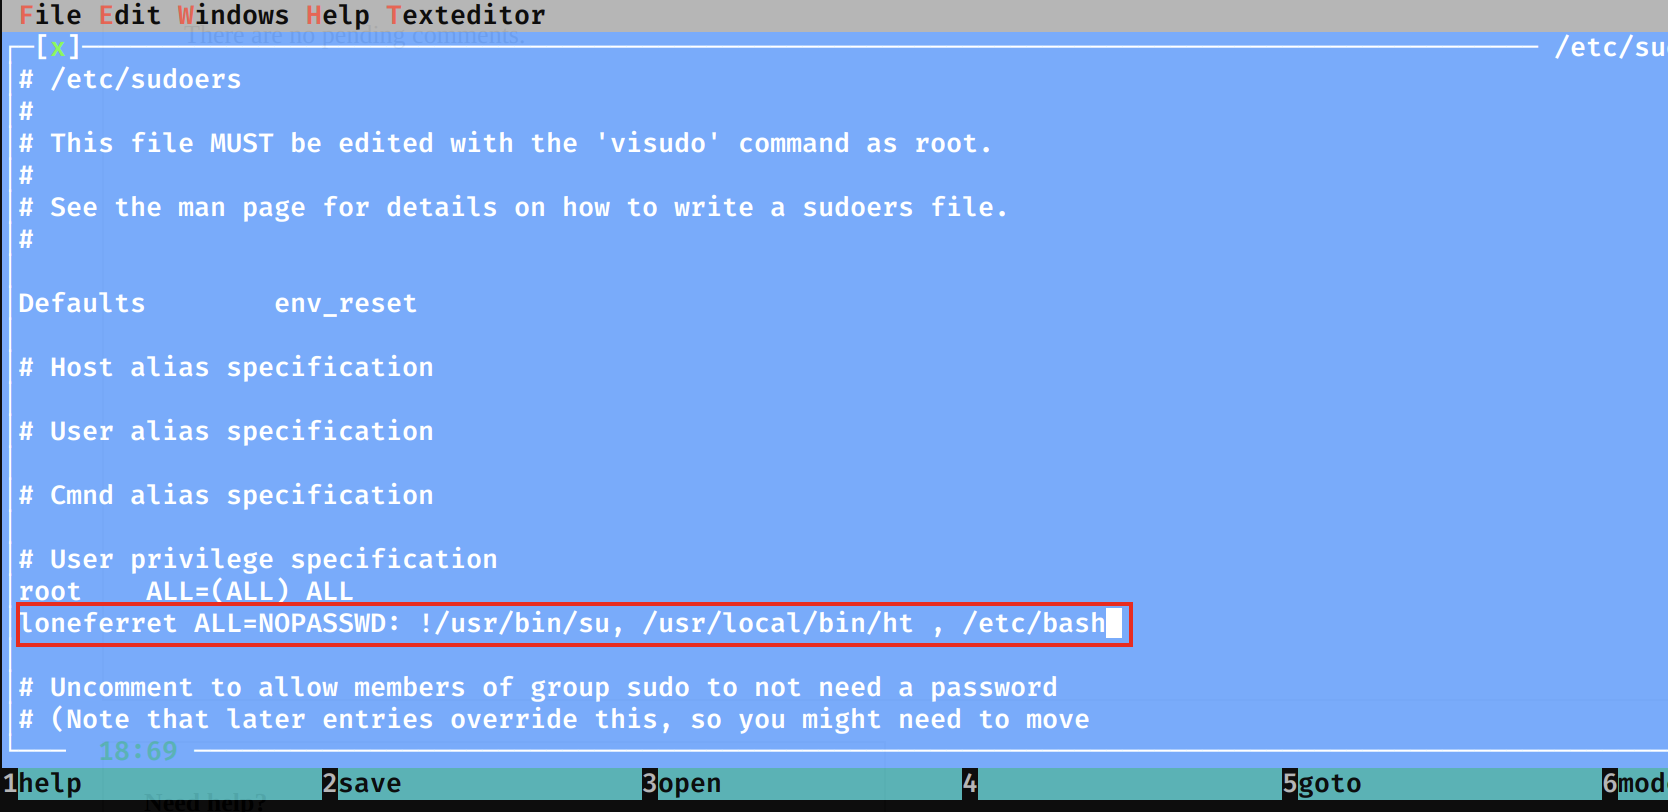 File Edit Windows Help Texteditor
There are no pending comments.
[x] /etc/su
# /etc/sudoers
#
# This file MUST be edited with the 'visudo' command as root.
#
# See the man page for details on how to write a sudoers file.
#
Defaults env_reset
# Host alias specification
# User alias specification
# Cmnd alias specification
# User privilege specification
root ALL=(ALL) ALL
loneferret ALL=NOPASSWD: !/usr/bin/su, /usr/local/bin/ht , /etc/bash
# Uncomment to allow members of group sudo to not need a password
# (Note that later entries override this, so you might need to move
18:69
1help 2save 3open 4 5goto 6mod
Need help?